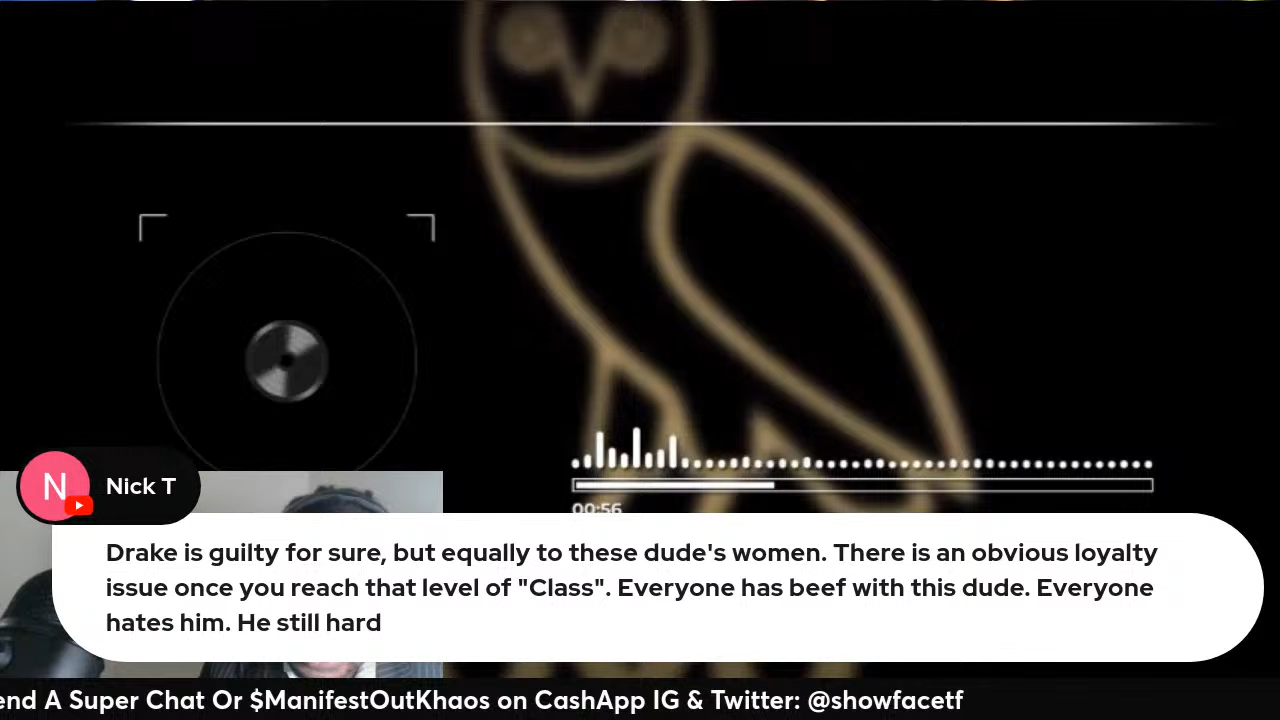 00:56
N
Nick T
Drake is guilty for sure, but equally to these dude's women. There is an obvious loyalty
issue once you reach that level of "Class". Everyone has beef with this dude. Everyone
hates him. He still hard
end A Super Chat Or $ManifestOutKhaos on CashApp IG & Twitter: @showfacetf